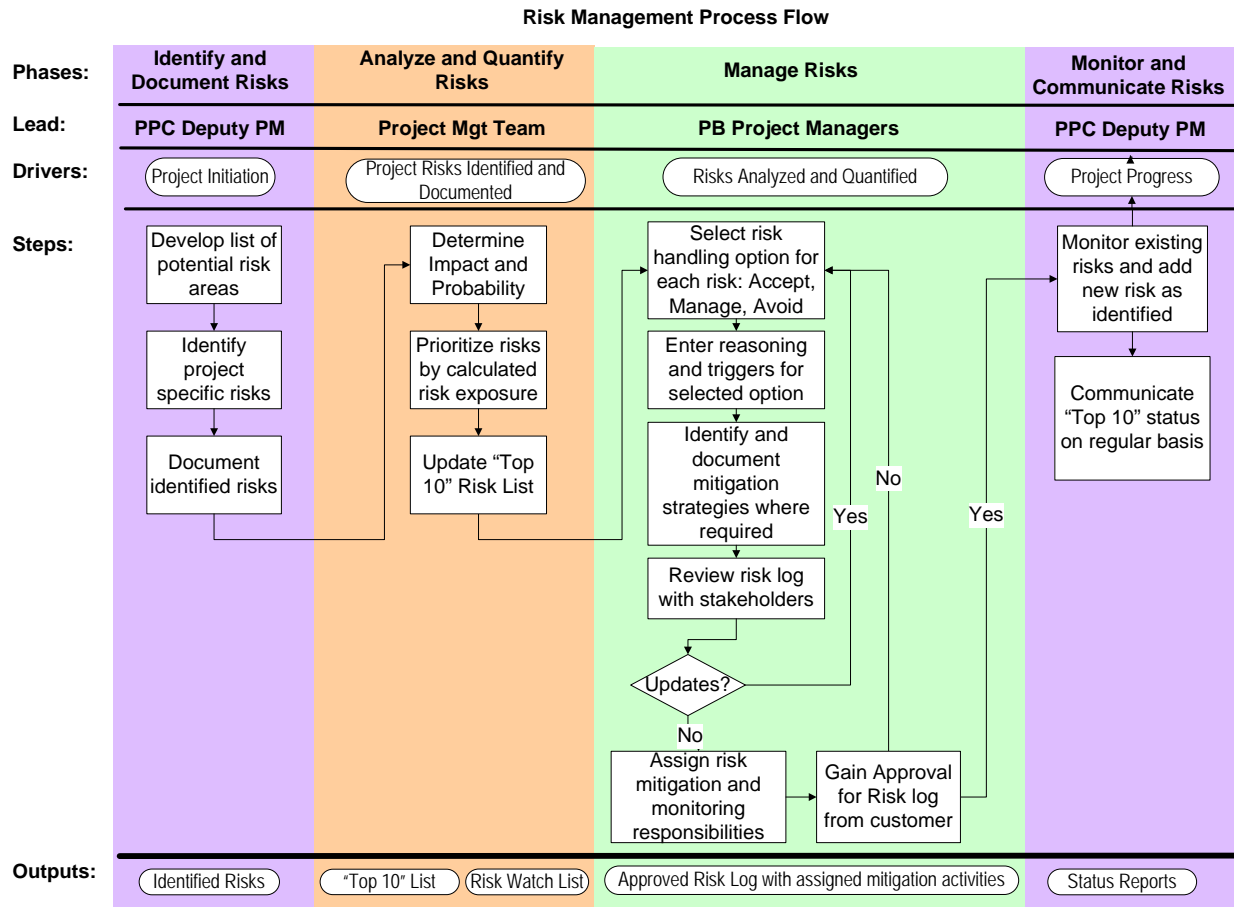 Risk Management Process Flow
Phases:
Identify and
Document Risks
Analyze and Quantify
Risks
Manage Risks
Monitor and
Communicate Risks
Lead:
PPC Deputy PM
Project Mgt Team
PB Project Managers
PPC Deputy PM
Drivers:
Project Initiation
Project Risks Identified and
Documented
Risks Analyzed and Quantified
Project Progress
Steps:
Develop list of
potential risk
areas
Identify
project
specific risks
Document
identified risks
Determine
Impact and
Probability
Prioritize risks
by calculated
risk exposure
Update “Top
10” Risk List
Select risk
handling option
for each risk: Accept,
Manage, Avoid
Enter reasoning
and triggers for
selected option
Identify and
document
mitigation
strategies where
required
Review risk log
with stakeholders
Updates?
Yes
No
No
Assign risk
mitigation and
monitoring
responsibilities
Gain Approval
for Risk log
from customer
Yes
Monitor existing
risks and add
new risk as
identified
Communicate
“Top 10” status
on regular basis
Outputs:
Identified Risks
“Top 10” List
Risk Watch List
Approved Risk Log with assigned mitigation activities
Status Reports